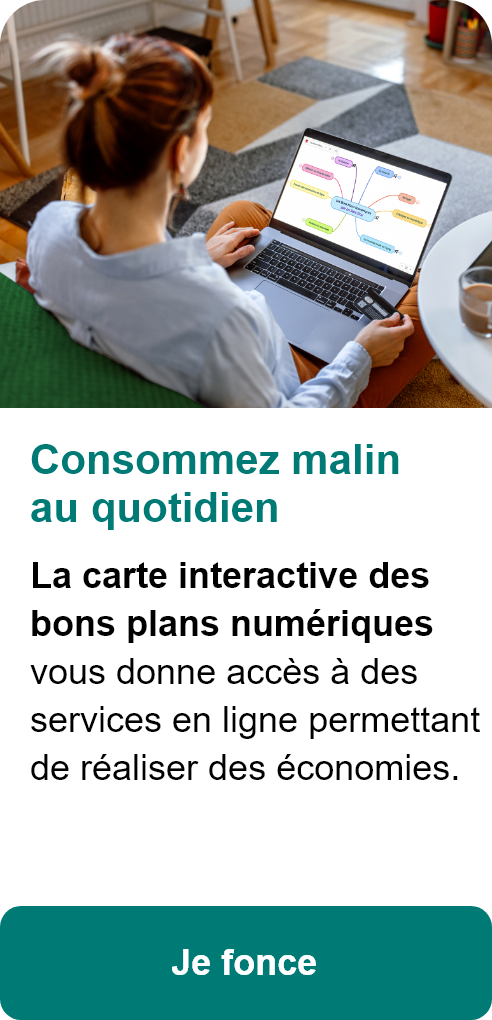 Consommez malin
au quotidien
La carte interactive des
bons plans numériques
vous donne accès à des
services en ligne permettant
de réaliser des économies.
Je fonce